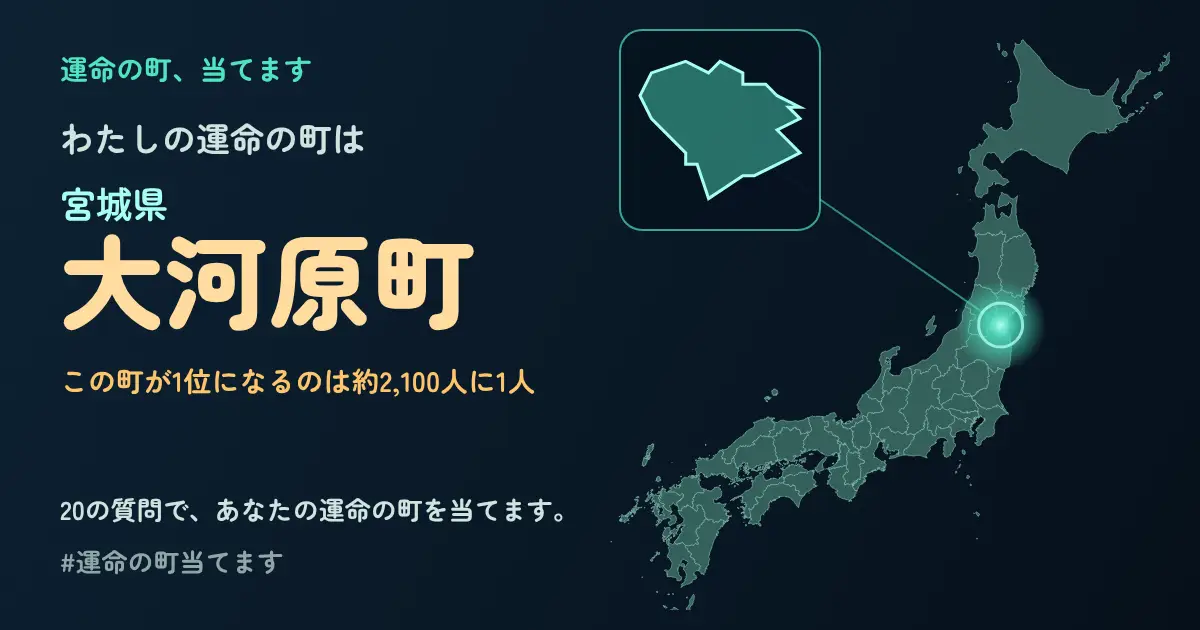 運命の町、当てます
わたしの運命の町は
宮城県
大河原町
この町が1位になるのは約2,100人に1人
20の質問で、あなたの運命の町を当てます。
#運命の町当てます